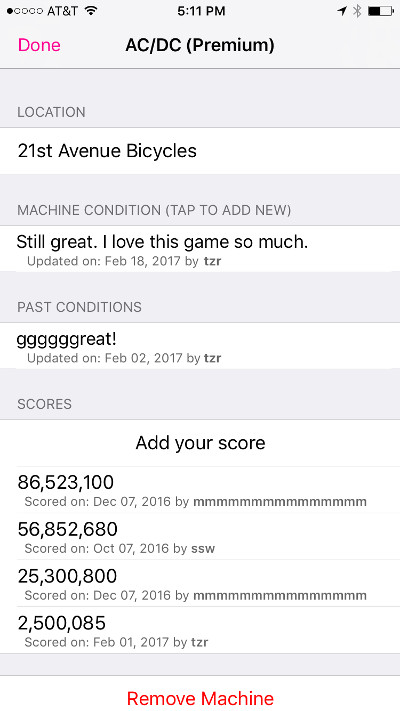 AT&T 5:11 PM
Done AC/DC (Premium)
LOCATION
21st Avenue Bicycles
MACHINE CONDITION (TAP TO ADD NEW)
Still great. I love this game so much.
Updated on: Feb 18, 2017 by tzr
PAST CONDITIONS
ggggggreat!
Updated on: Feb 02, 2017 by tzr
SCORES
Add your score
86,523,100
Scored on: Dec 07, 2016 by mmmmmmmmmmmmmmm
56,852,680
Scored on: Oct 07, 2016 by ssw
25,300,800
Scored on: Dec 07, 2016 by mmmmmmmmmmmmmmm
2,500,085
Scored on: Feb 01, 2017 by tzr
Remove Machine